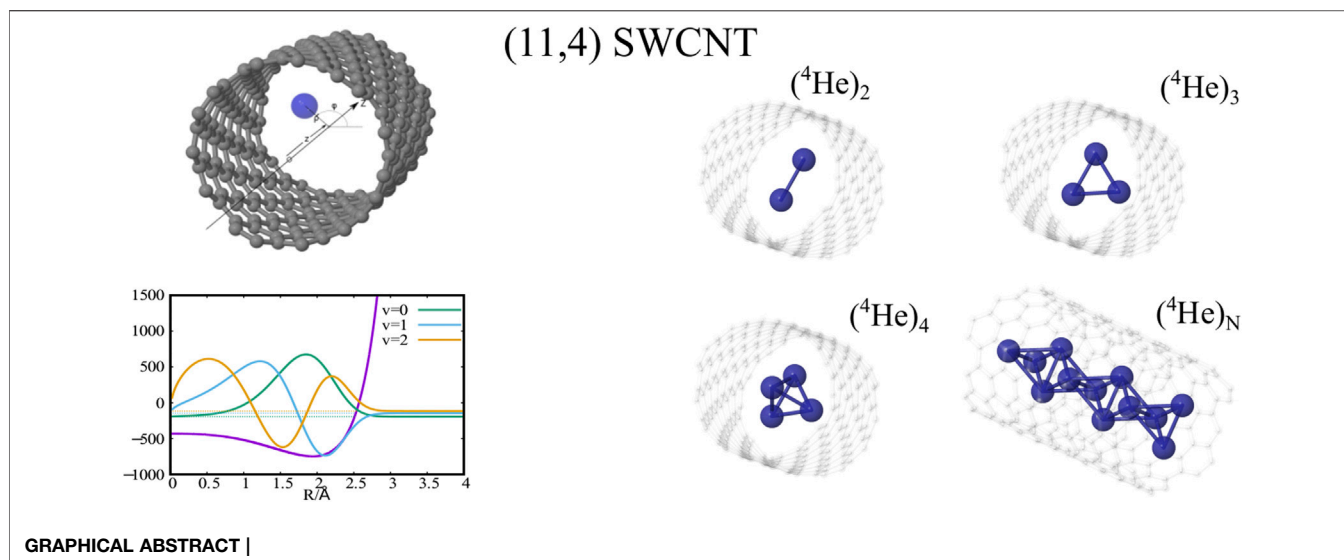 (11,4) SWCNT
Z
φ
z
(⁴He)₂
(⁴He)₃
1500
1000
500
0
−500
−1000
v=0
v=1
v=2
0 0.5 1 1.5 2 2.5 3 3.5 4
R/Å
(⁴He)₄
(⁴He)N
GRAPHICAL ABSTRACT |